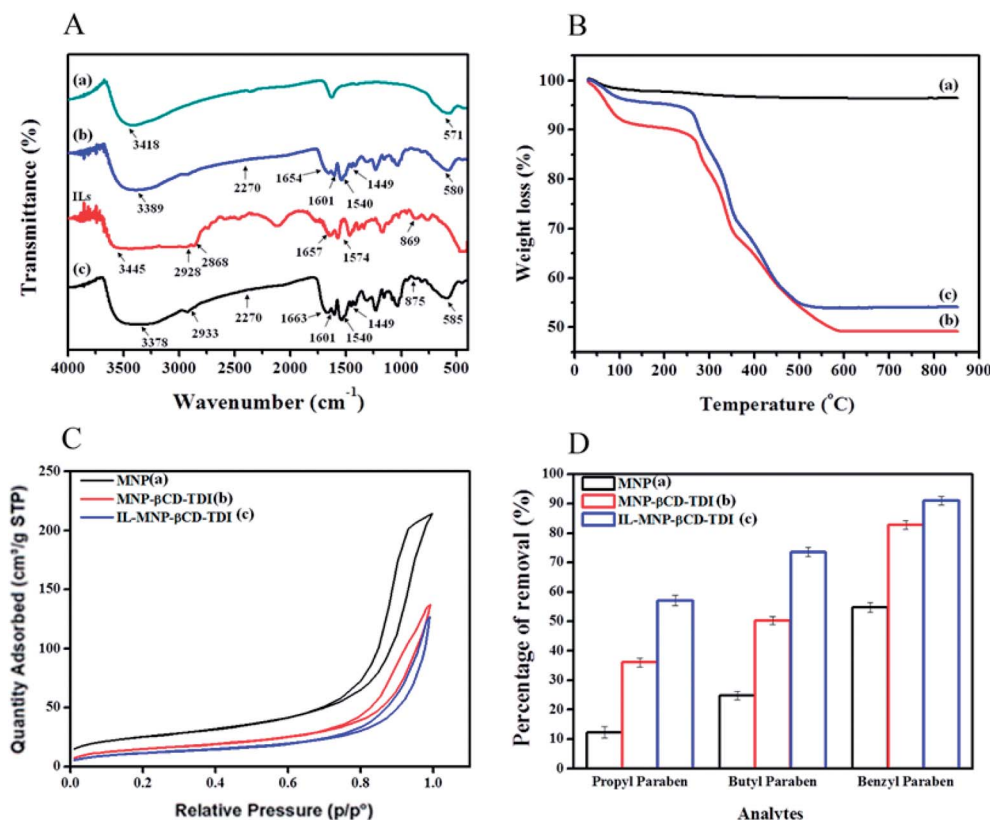 A
(a)
3418
571
(b)
3389
2270
1654
1601
1540
1449
580
ILs
3445
2928
2868
1657
1574
869
(c)
3378
2933
2270
1663
1601
1540
1449
875
585
Transmittance (%)
4000 3500 3000 2500 2000 1500 1000 500
Wavenumber (cm⁻¹)
B
100
90
80
70
60
50
(a)
(c)
(b)
Weight loss (%)
0 100 200 300 400 500 600 700 800 900
Temperature (°C)
C
250
200
150
100
50
0
MNP(a)
MNP-βCD-TDI(b)
IL-MNP-βCD-TDI (c)
Quantity Adsorbed (cm³/g STP)
0.0 0.2 0.4 0.6 0.8 1.0
Relative Pressure (p/p°)
D
100
90
80
70
60
50
40
30
20
10
0
MNP(a)
MNP-βCD-TDI (b)
IL-MNP-βCD-TDI (c)
Percentage of removal (%)
Propyl Paraben Butyl Paraben Benzyl Paraben
Analytes